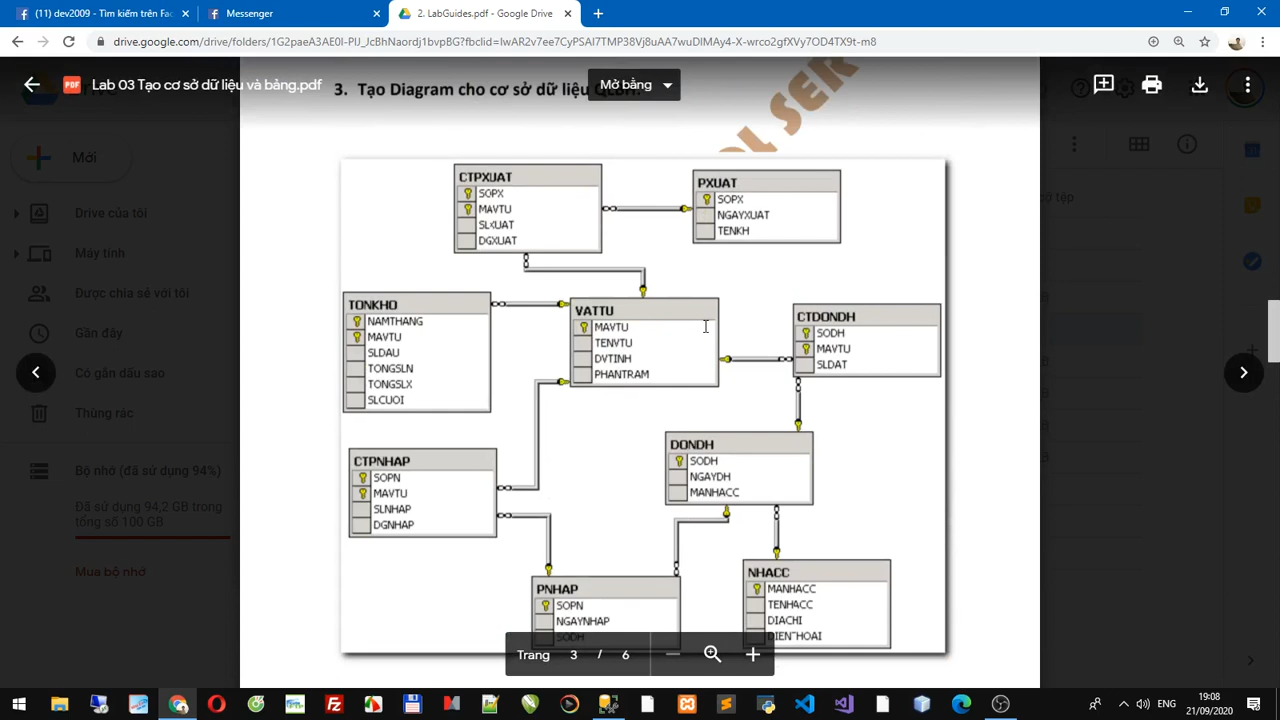 (11) dev2009 - Tìm kiếm trên Fac
Messenger
2. LabGuides.pdf - Google Drive
drive.google.com/drive/folders/1G2paeA3AE0I-PIJ_JcBhNaordj1bvpBG?fbclid=IwAR2v7ee7CyPSAI7TMP38Vj8uAA7wuDIMAy4-X-wrco2gfXVy7OD4TX9t-m8
Lab 03 Tạo cơ sở dữ liệu và bảng.pdf
Mở bằng
3. Tạo Diagram cho cơ sở dữ liệu QLDH.
OL SER
Mới
Drive của tôi
Máy tính
Được chia sẻ với tôi
Gần đây
Có gắn dấu sao
Thùng rác
Bộ nhớ (đã sử dụng 94%)
Đã sử dụng 94,2 GB trong
tổng số 100 GB
Mua bộ nhớ
CTPXUAT
SOPX
MAVTU
SLXUAT
DGXUAT
PXUAT
SOPX
NGAYXUAT
TENKH
TONKHO
NAMTHANG
MAVTU
SLDAU
TONGSLN
TONGSLX
SLCUOI
VATTU
MAVTU
TENVTU
DVTINH
PHANTRAM
CTDONDH
SODH
MAVTU
SLDAT
CTPNHAP
SOPN
MAVTU
SLNHAP
DGNHAP
DONDH
SODH
NGAYDH
MANHACC
PNHAP
SOPN
NGAYNHAP
SODH
NHACC
MANHACC
TENHACC
DIACHI
DIENTHOAI
Trang 3 / 6
19:08
21/09/2020